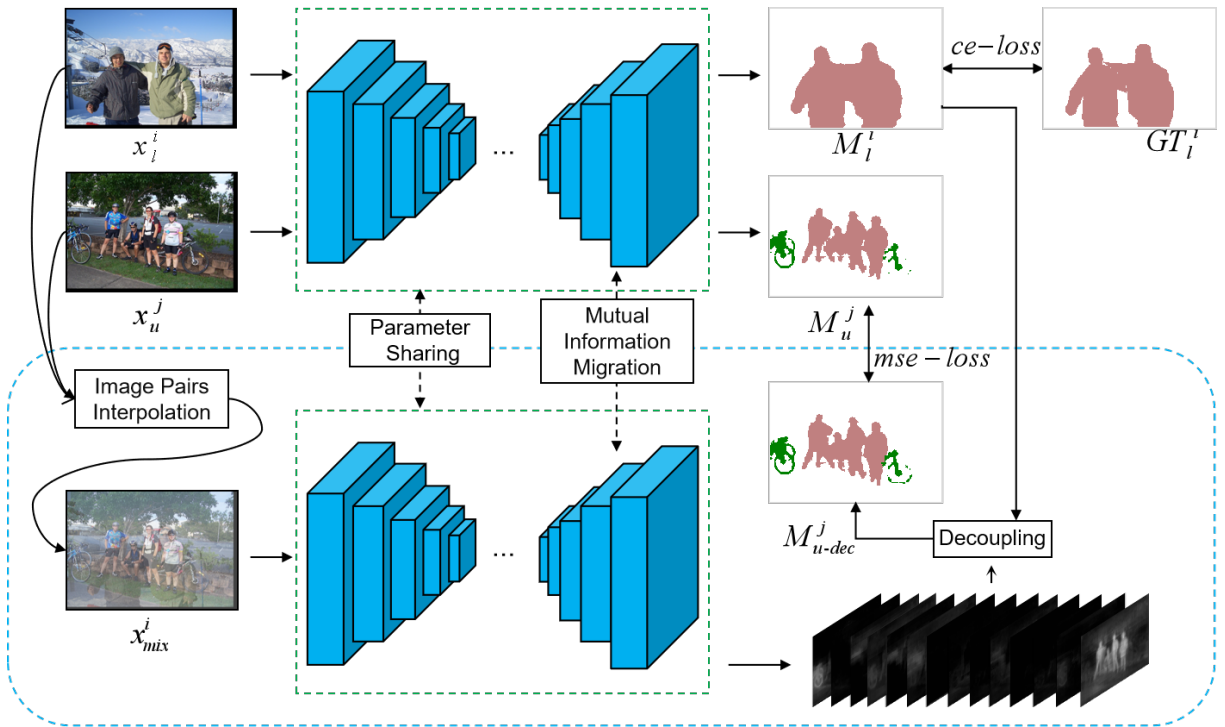 x_l^i
x_u^j
Image Pairs
Interpolation
x_mix^i
...
Parameter
Sharing
Mutual
Information
Migration
...
M_l^i
ce-loss
GT_l^i
M_u^j
mse-loss
M_u-dec^j
Decoupling